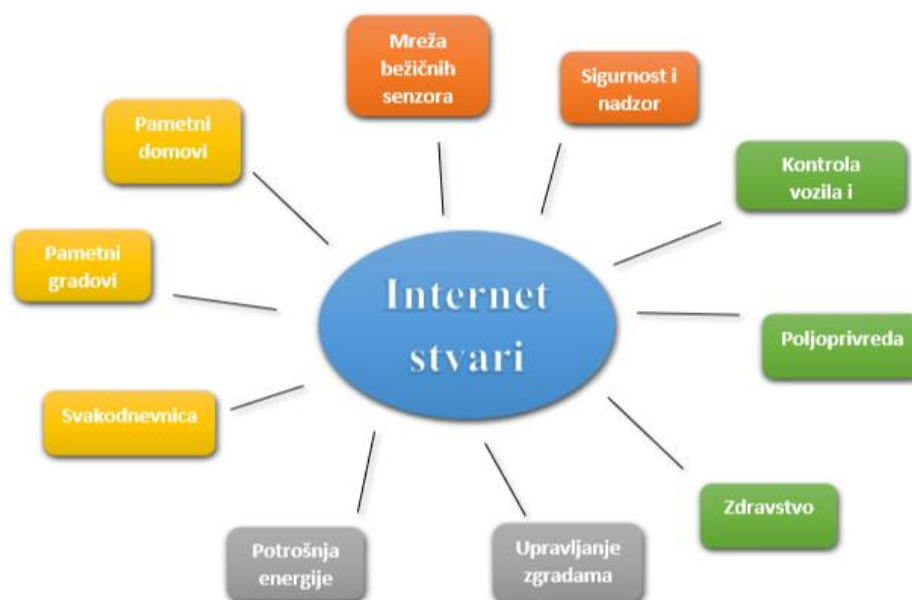 Mreža
bežičnih
senzora
Sigurnost i
nadzor
Pametni
domovi
Kontrola
vozila i
Pametni
gradovi
Internet
stvari
Poljoprivreda
Svakodnevnica
Zdravstvo
Potrošnja
energije
Upravljanje
zgradama